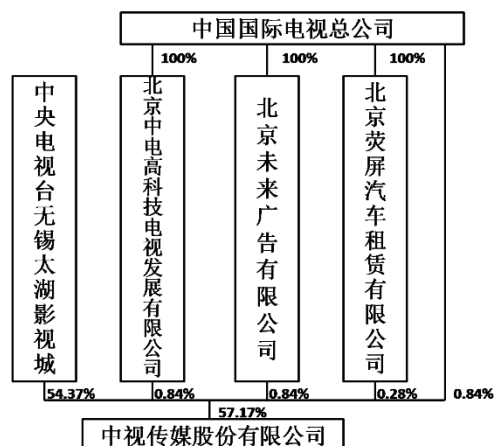 中国国际电视总公司
100%
100%
100%
中央电视台无锡太湖影视城
北京中电高科技电视发展有限公司
北京未来广告有限公司
北京荧屏汽车租赁有限公司
54.37%
0.84%
0.84%
0.28%
0.84%
57.17%
中视传媒股份有限公司